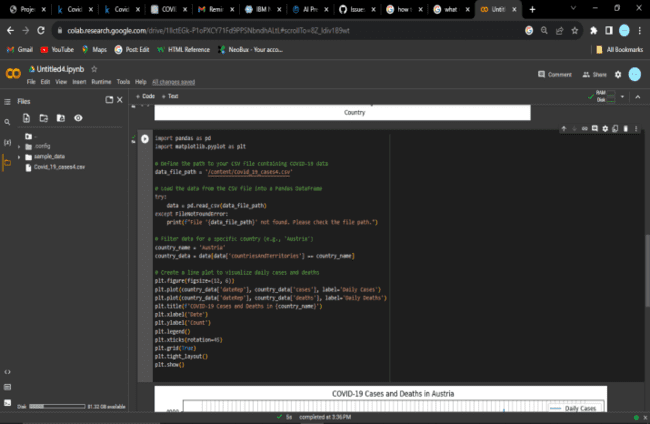 Proje
Covid
Covid
COVI
Remi
IBM I
AI Pro
Issue
how t
what
Untitl
colab.research.google.com/drive/
Gmail
YouTube
Maps
Post Edit
HTML Reference
NeoBux - Your acco...
All Bookmarks
Untitled4.ipynb
File Edit View Insert Runtime Tools Help All changes saved
Comment
Share
Files
+ Code + Text
RAM
Disk
..
.config
sample_data
Covid_19_cases4.csv
Country
import pandas as pd
import matplotlib.pyplot as plt
# Define the path to your CSV file containing COVID-19 data
data_file_path = '/content/Covid_19_cases4.csv'
# Load the data from the CSV file into a Pandas DataFrame
try:
data = pd.read_csv(data_file_path)
except FileNotFoundError:
print(f"File '{data_file_path}' not found. Please check the file path.")
# Filter data for a specific country (e.g., 'Austria')
country_name = 'Austria'
country_data = data[data['countriesAndTerritories'] == country_name]
# Create a line plot to visualize daily cases and deaths
plt.figure(figsize=(12, 6))
plt.plot(country_data['dateRep'], country_data['cases'], label='Daily Cases')
plt.plot(country_data['dateRep'], country_data['deaths'], label='Daily Deaths')
plt.title(f'COVID-19 Cases and Deaths in {country_name}')
plt.xlabel('Date')
plt.ylabel('Count')
plt.legend()
plt.xticks(rotation=45)
plt.grid(True)
plt.tight_layout()
plt.show()
COVID-19 Cases and Deaths in Austria
Daily Cases
Disk
81.30 GB available
5s completed at 3:36 PM